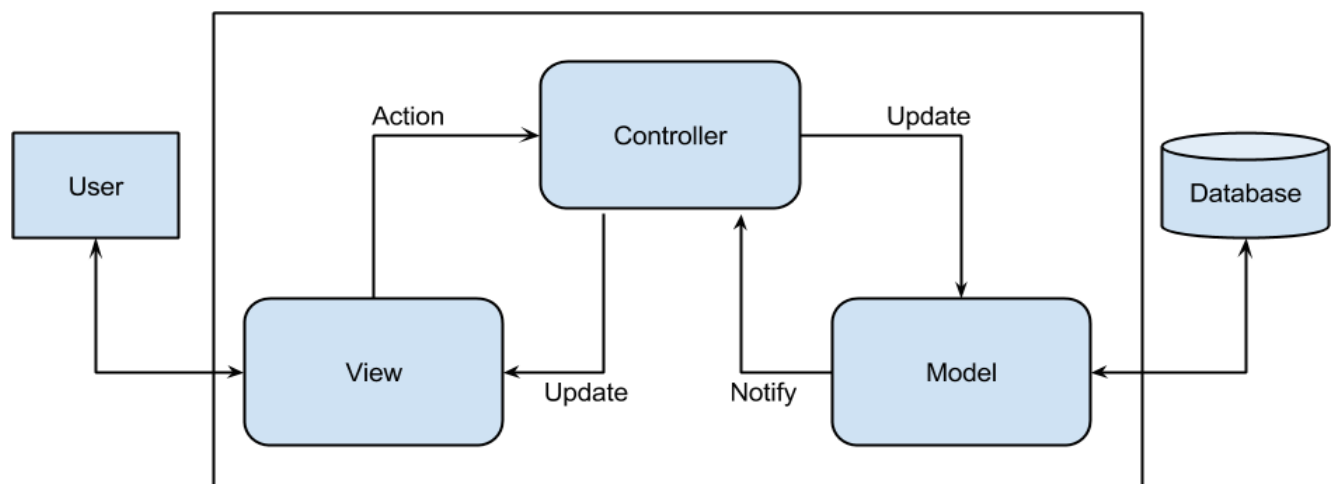 Action
Controller
Update
User
Database
View
Update
Notify
Model